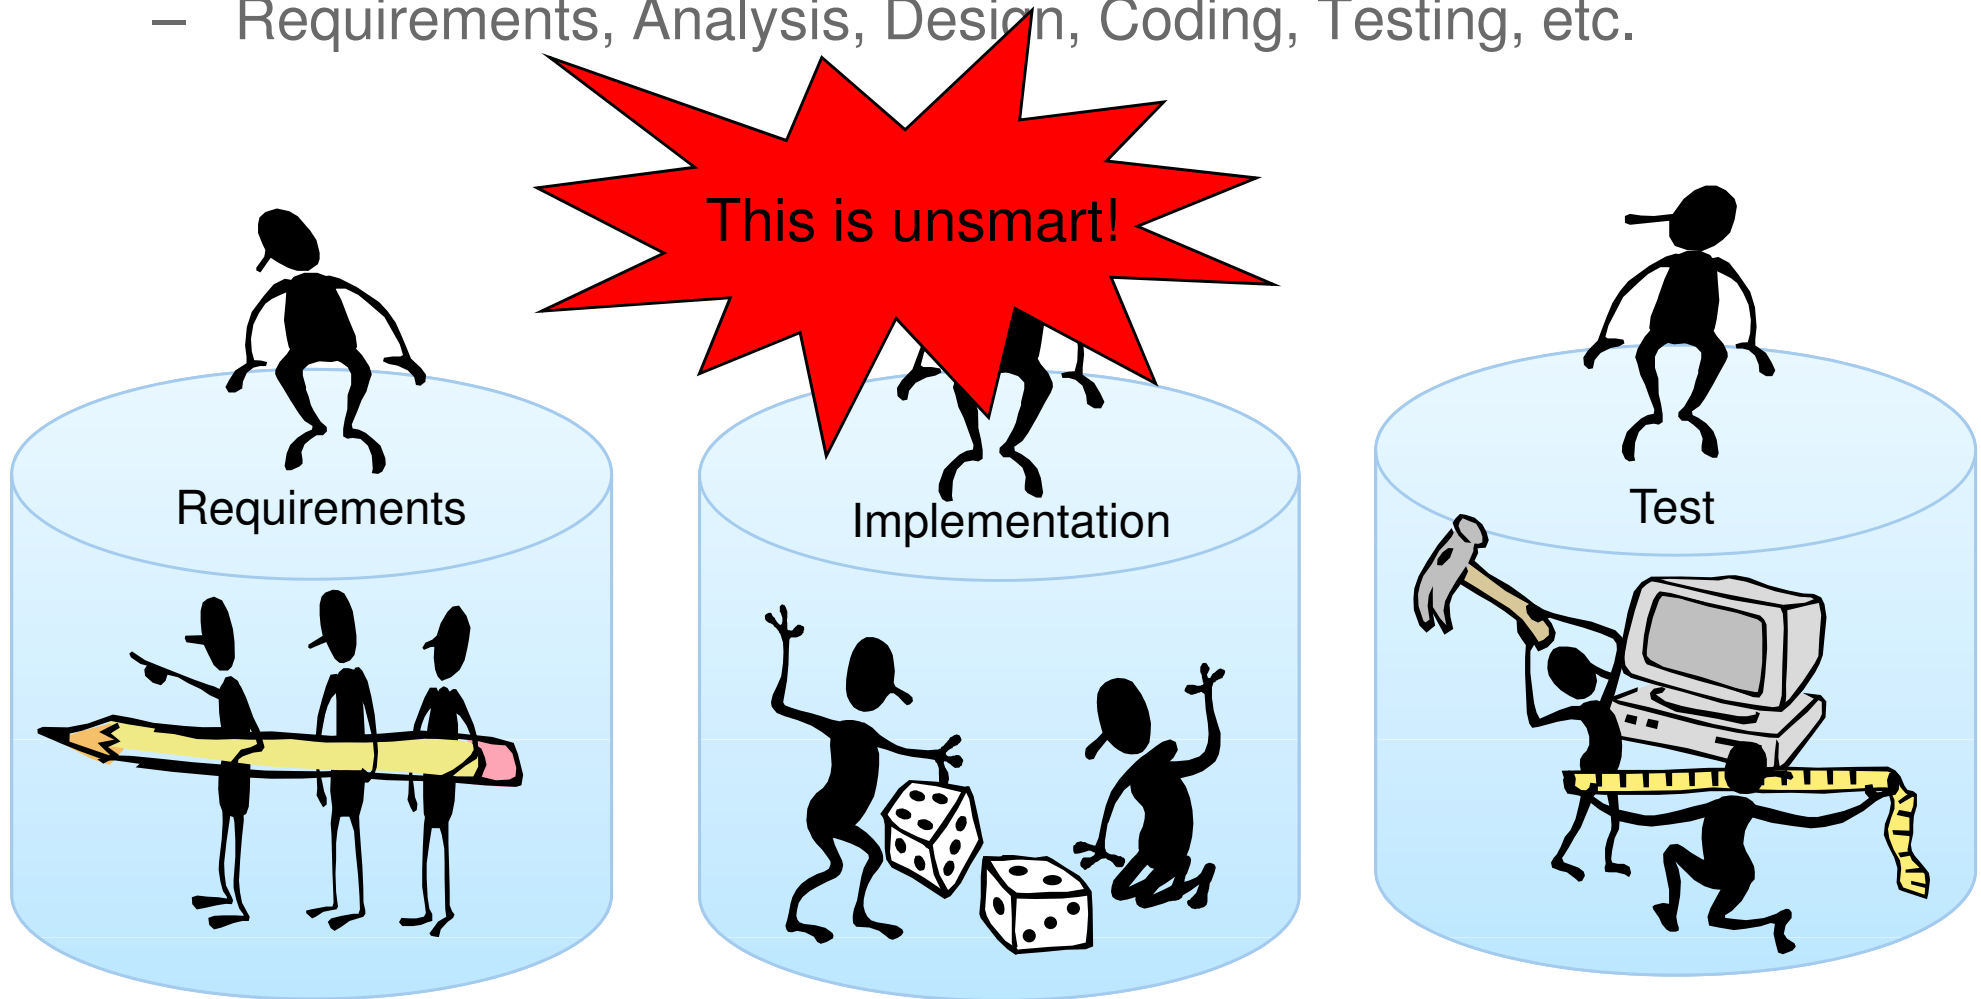 – Requirements, Analysis, Design, Coding, Testing, etc.
This is unsmart!
Requirements
Implementation
Test